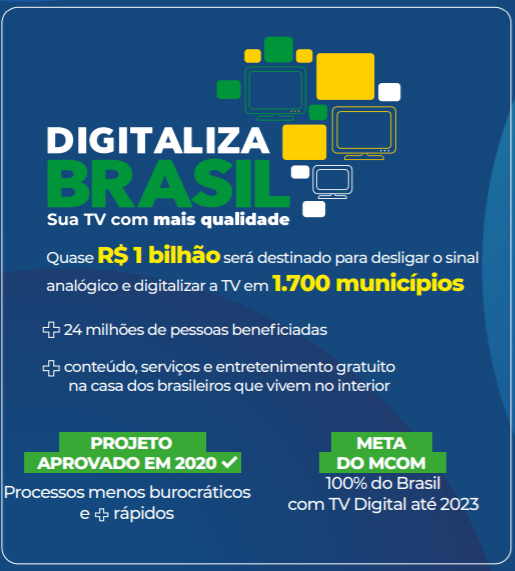 DIGITALIZA
BRASIL
Sua TV com mais qualidade
Quase R$ 1 bilhão será destinado para desligar o sinal
analógico e digitalizar a TV em 1.700 municípios
+ 24 milhões de pessoas beneficiadas
+ conteúdo, serviços e entretenimento gratuito
na casa dos brasileiros que vivem no interior
PROJETO
APROVADO EM 2020 ✓
Processos menos burocráticos
e + rápidos
META
DO MCOM
100% do Brasil
com TV Digital até 2023